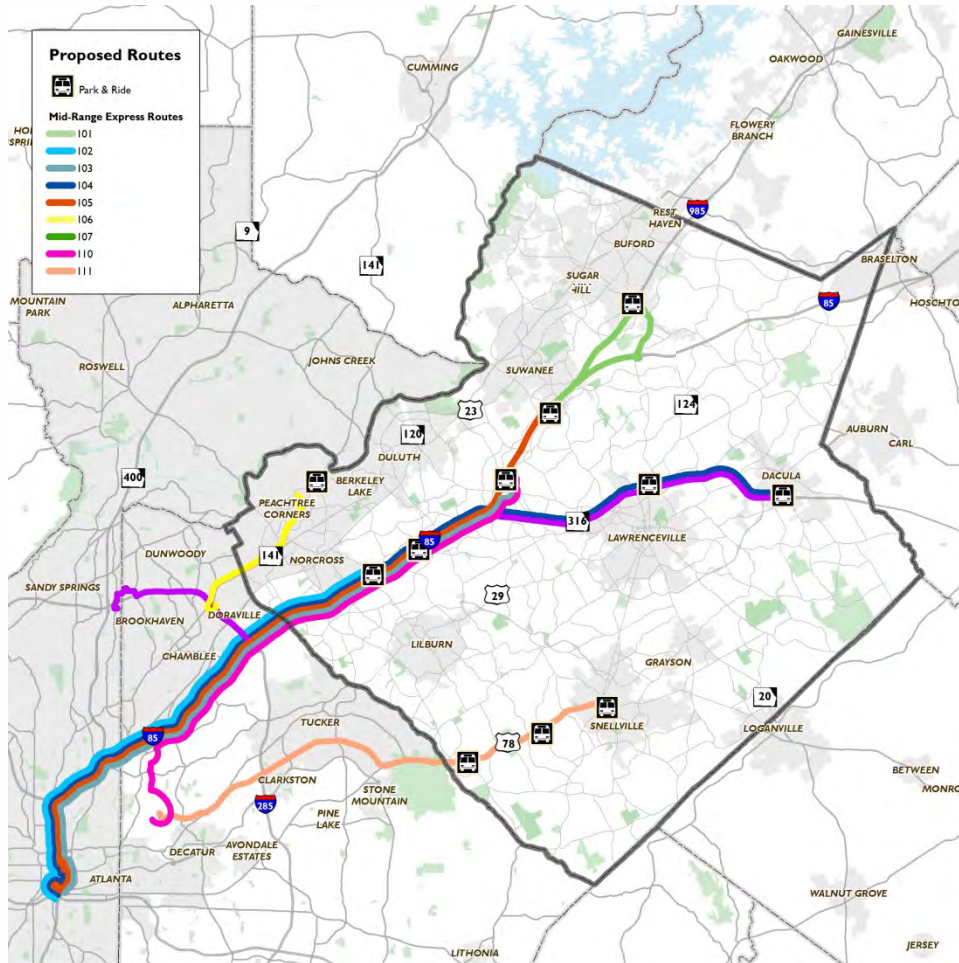 Proposed Routes
Park & Ride
Mid-Range Express Routes
101
102
103
104
105
106
107
110
111
GAINESVILLE
OAKWOOD
CUMMING
FLOWERY
BRANCH
REST
HAVEN
985
9
BUFORD
141
BRASELTON
SUGAR
HILL
MOUNTAIN
PARK
ALPHARETTA
85
HOSCHTO
JOHNS CREEK
ROSWELL
SUWANEE
124
23
120
AUBURN
CARL
DULUTH
400
BERKELEY
LAKE
DACULA
PEACHTREE
CORNERS
316
LAWRENCEVILLE
85
DUNWOODY
141
NORCROSS
SANDY SPRINGS
29
BROOKHAVEN
DORAVILLE
LILBURN
CHAMBLEE
GRAYSON
20
TUCKER
SNELLVILLE
LOGANVILLE
85
78
BETWEEN
CLARKSTON
STONE
MOUNTAIN
MONRO
285
PINE
LAKE
DECATUR
AVONDALE
ESTATES
ATLANTA
WALNUT GROVE
LITHONIA
JERSEY